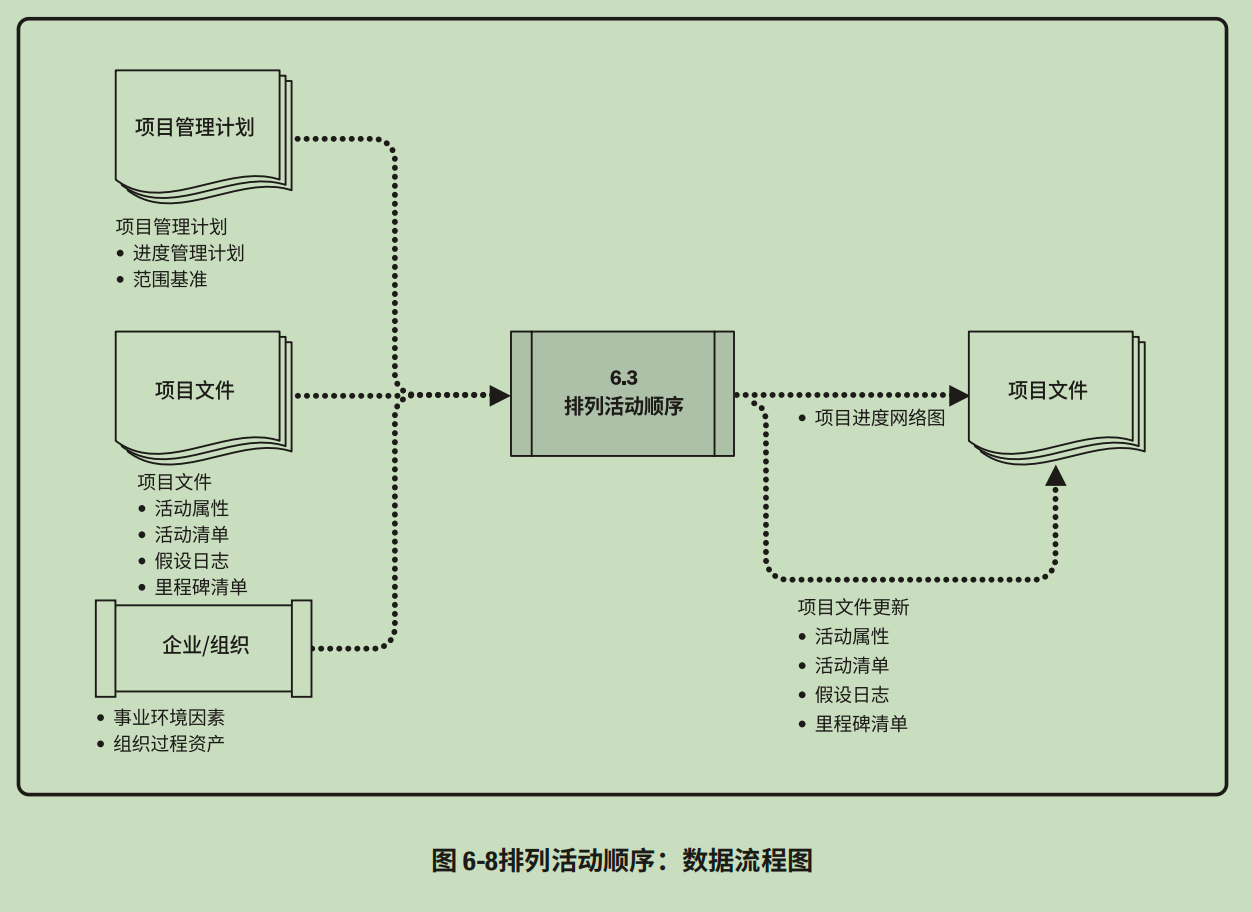 项目管理计划
项目管理计划
• 进度管理计划
• 范围基准
项目文件
项目文件
• 活动属性
• 活动清单
• 假设日志
• 里程碑清单
企业/组织
• 事业环境因素
• 组织过程资产
6.3
排列活动顺序
• 项目进度网络图
项目文件
项目文件更新
• 活动属性
• 活动清单
• 假设日志
• 里程碑清单
图 6-8排列活动顺序：数据流程图